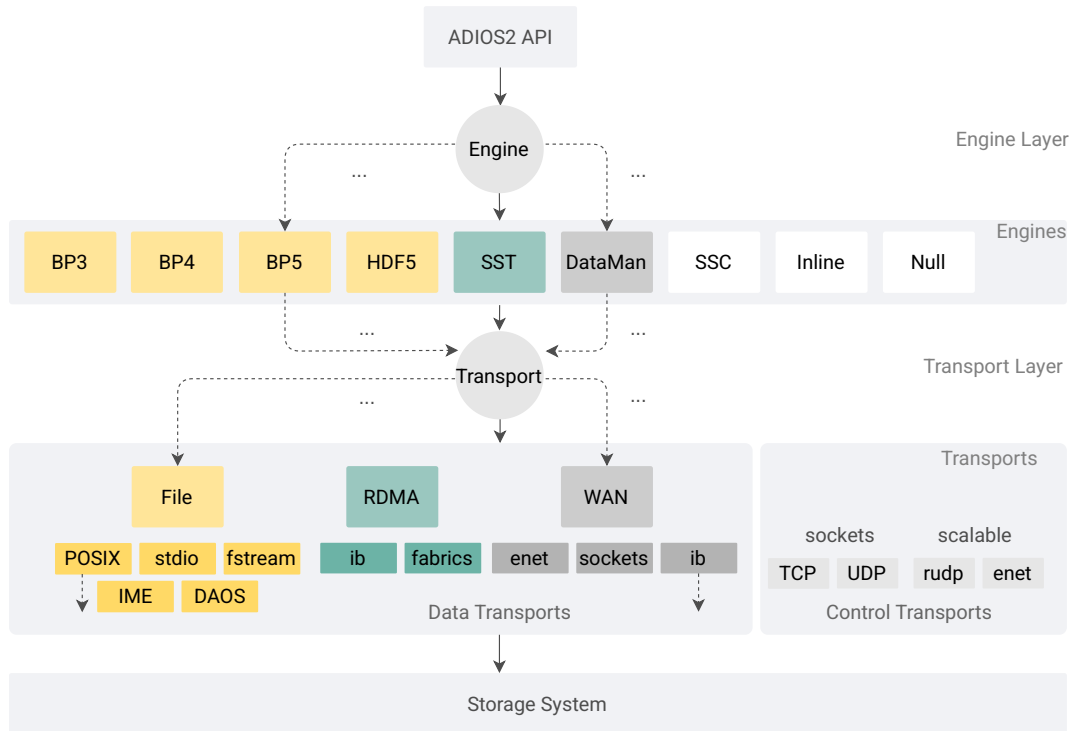 ADIOS2 API
Engine
Engine Layer
...
...
Engines
BP3 BP4 BP5 HDF5 SST DataMan SSC Inline Null
...
...
Transport Layer
Transport
...
...
Transports
File RDMA WAN
sockets scalable
POSIX stdio fstream ib fabrics enet sockets ib
TCP UDP rudp enet
IME DAOS
Data Transports Control Transports
Storage System